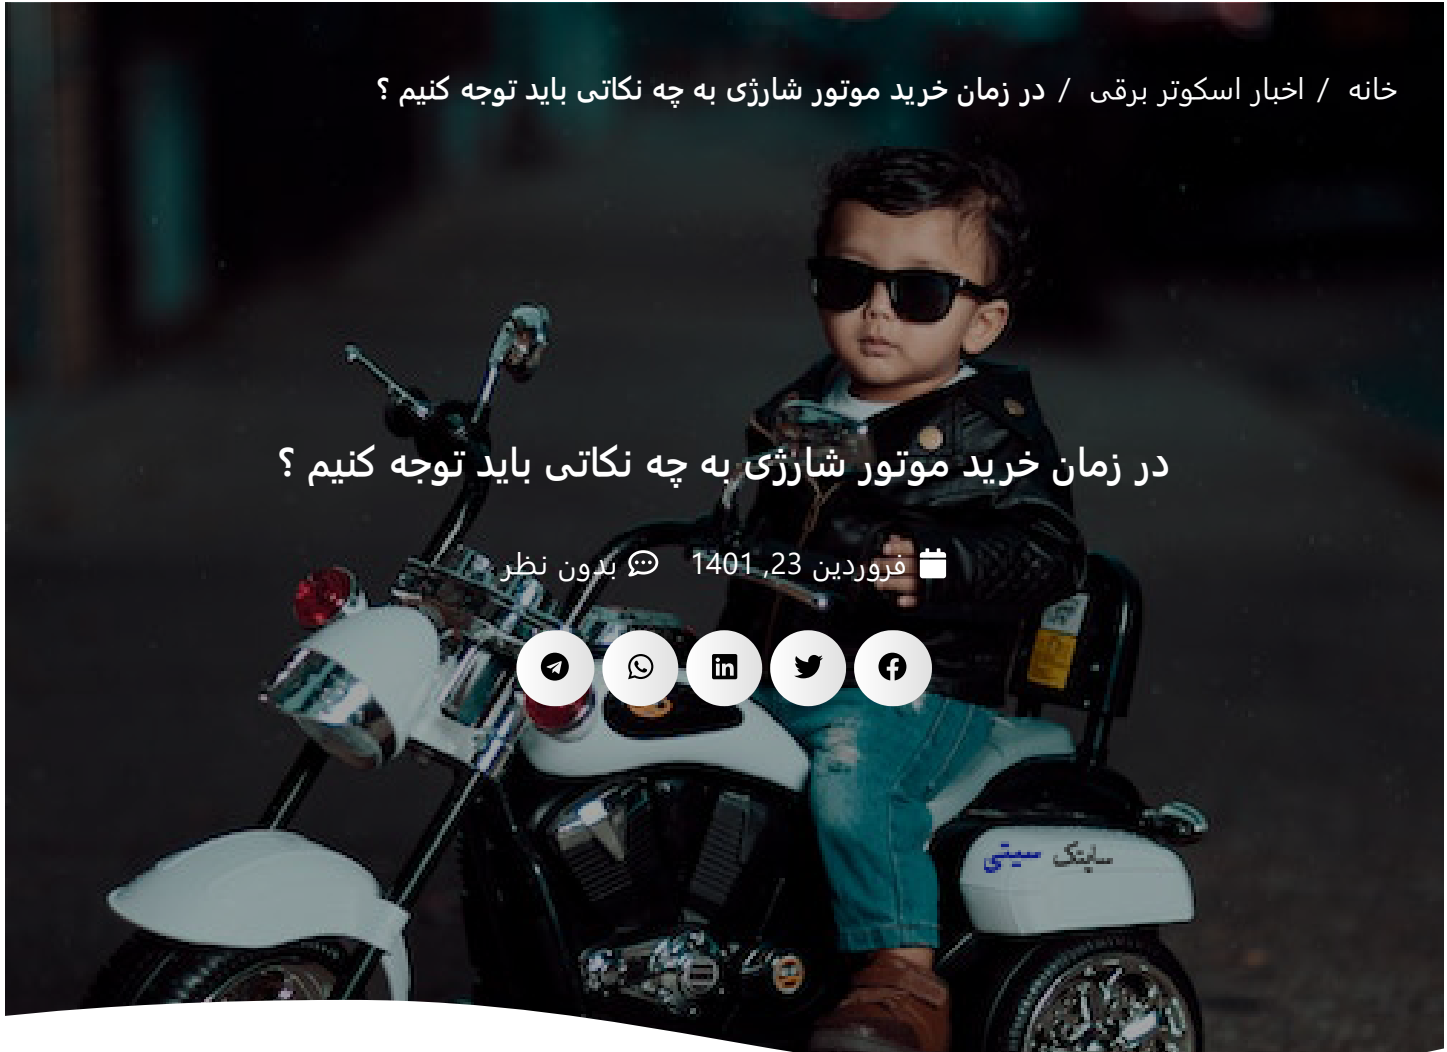 خانه / اخبار اسکوتر برقی / در زمان خرید موتور شارژی به چه نکاتی باید توجه کنیم ؟
در زمان خرید موتور شارژی به چه نکاتی باید توجه کنیم ؟
فروردین 23, 1401 بدون نظر
ساینک سیتی